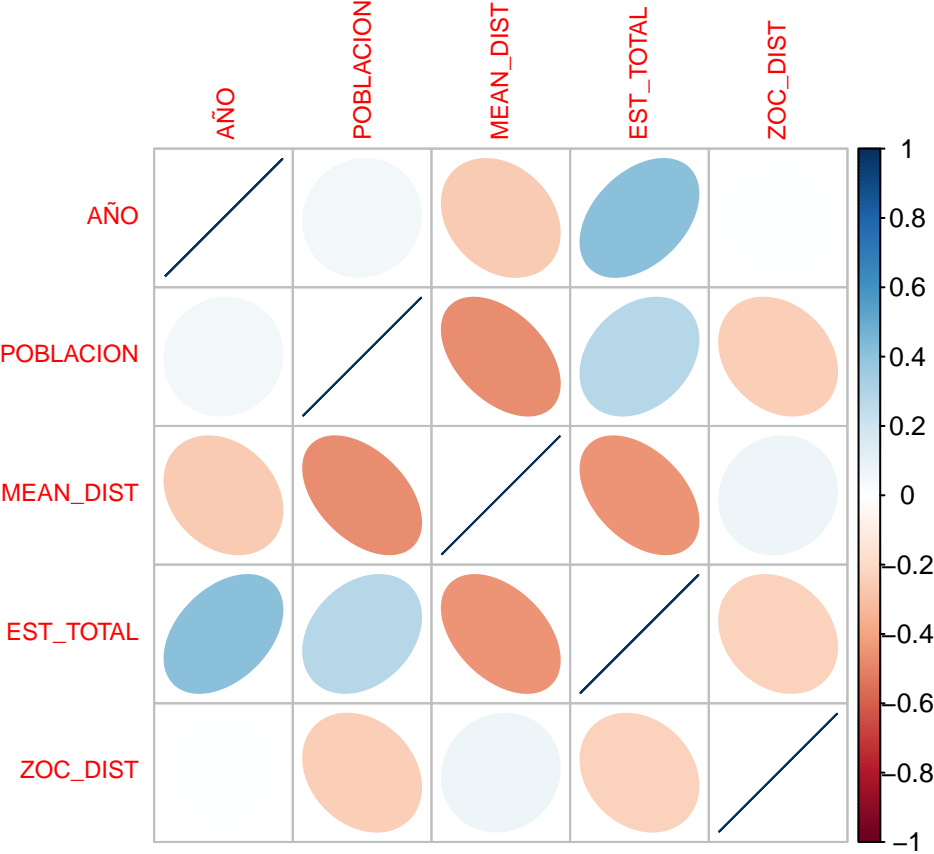 AÑO
POBLACION
MEAN_DIST
EST_TOTAL
ZOC_DIST
AÑO
POBLACION
MEAN_DIST
EST_TOTAL
ZOC_DIST
1
0.8
0.6
0.4
0.2
0
−0.2
−0.4
−0.6
−0.8
−1